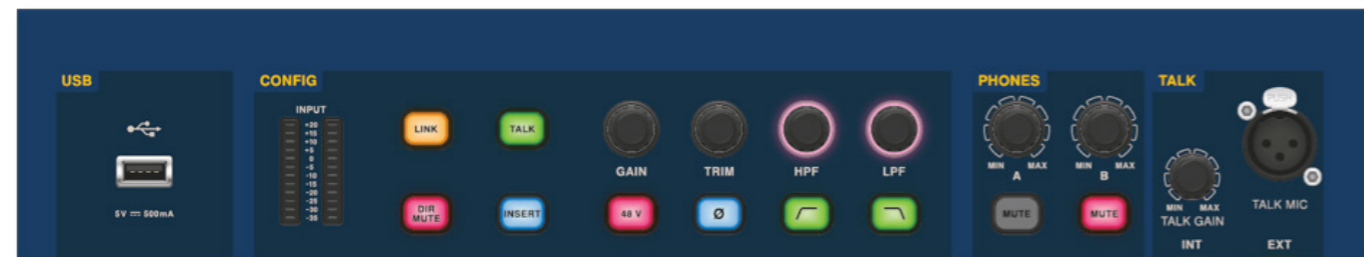 USB
5V ⎓ 500mA
CONFIG
INPUT
+20
+15
+10
+5
0
-5
-10
-15
-20
-25
-30
-35
LINK
TALK
DIR
MUTE
INSERT
GAIN
TRIM
HPF
LPF
48 V
Ø
PHONES
MIN MAX
A
MIN MAX
B
MUTE
MUTE
TALK
MIN MAX
TALK GAIN
INT
PUSH
TALK MIC
EXT